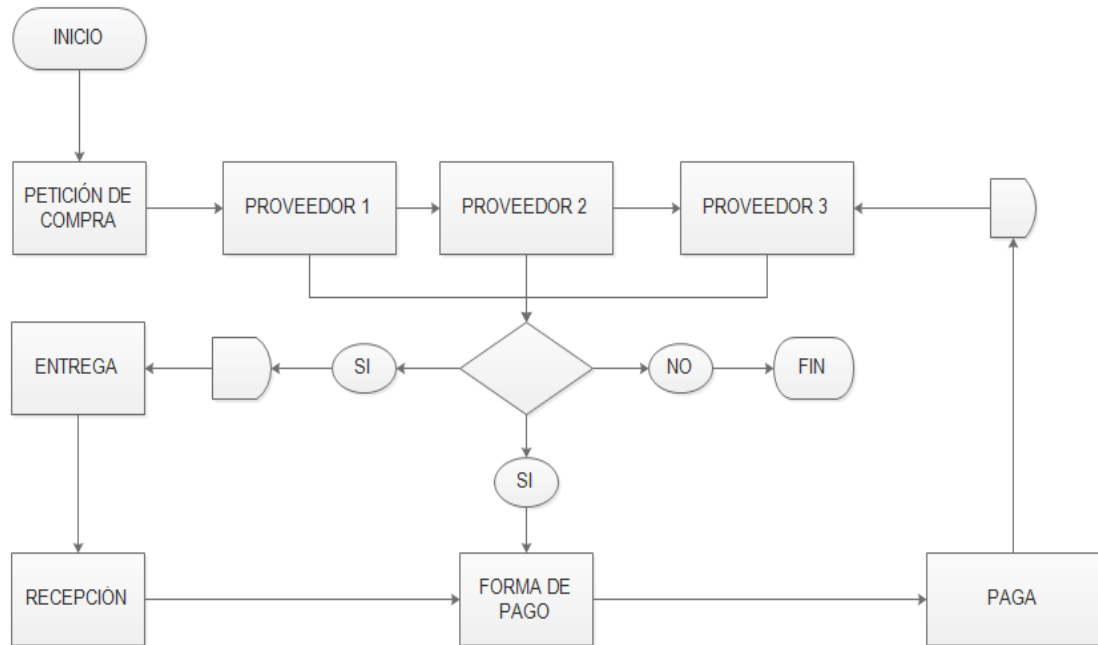 INICIO
PETICIÓN DE
COMPRA
PROVEEDOR 1
PROVEEDOR 2
PROVEEDOR 3
ENTREGA
SI
NO
FIN
SI
RECEPCIÓN
FORMA DE
PAGO
PAGA